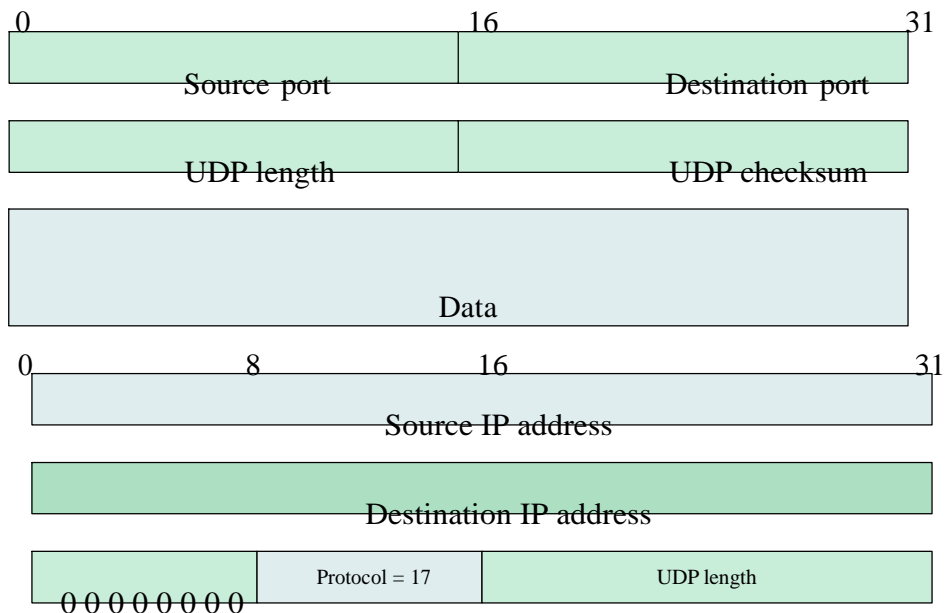 0 16 31
Source port Destination port
UDP length UDP checksum
Data
0 8 16 31
Source IP address
Destination IP address
0 0 0 0 0 0 0 0 Protocol = 17 UDP length